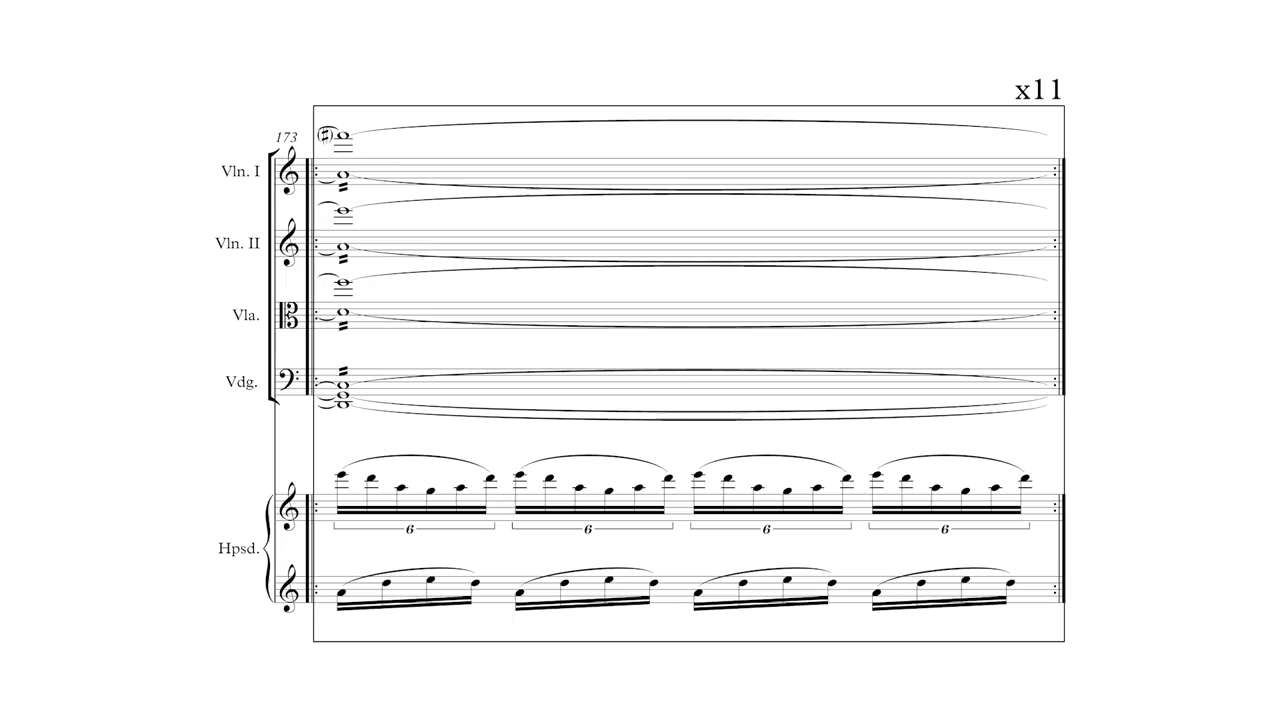 x11
173
Vln. I
Vln. II
Vla.
Vdg.
6 6 6 6
Hpsd.